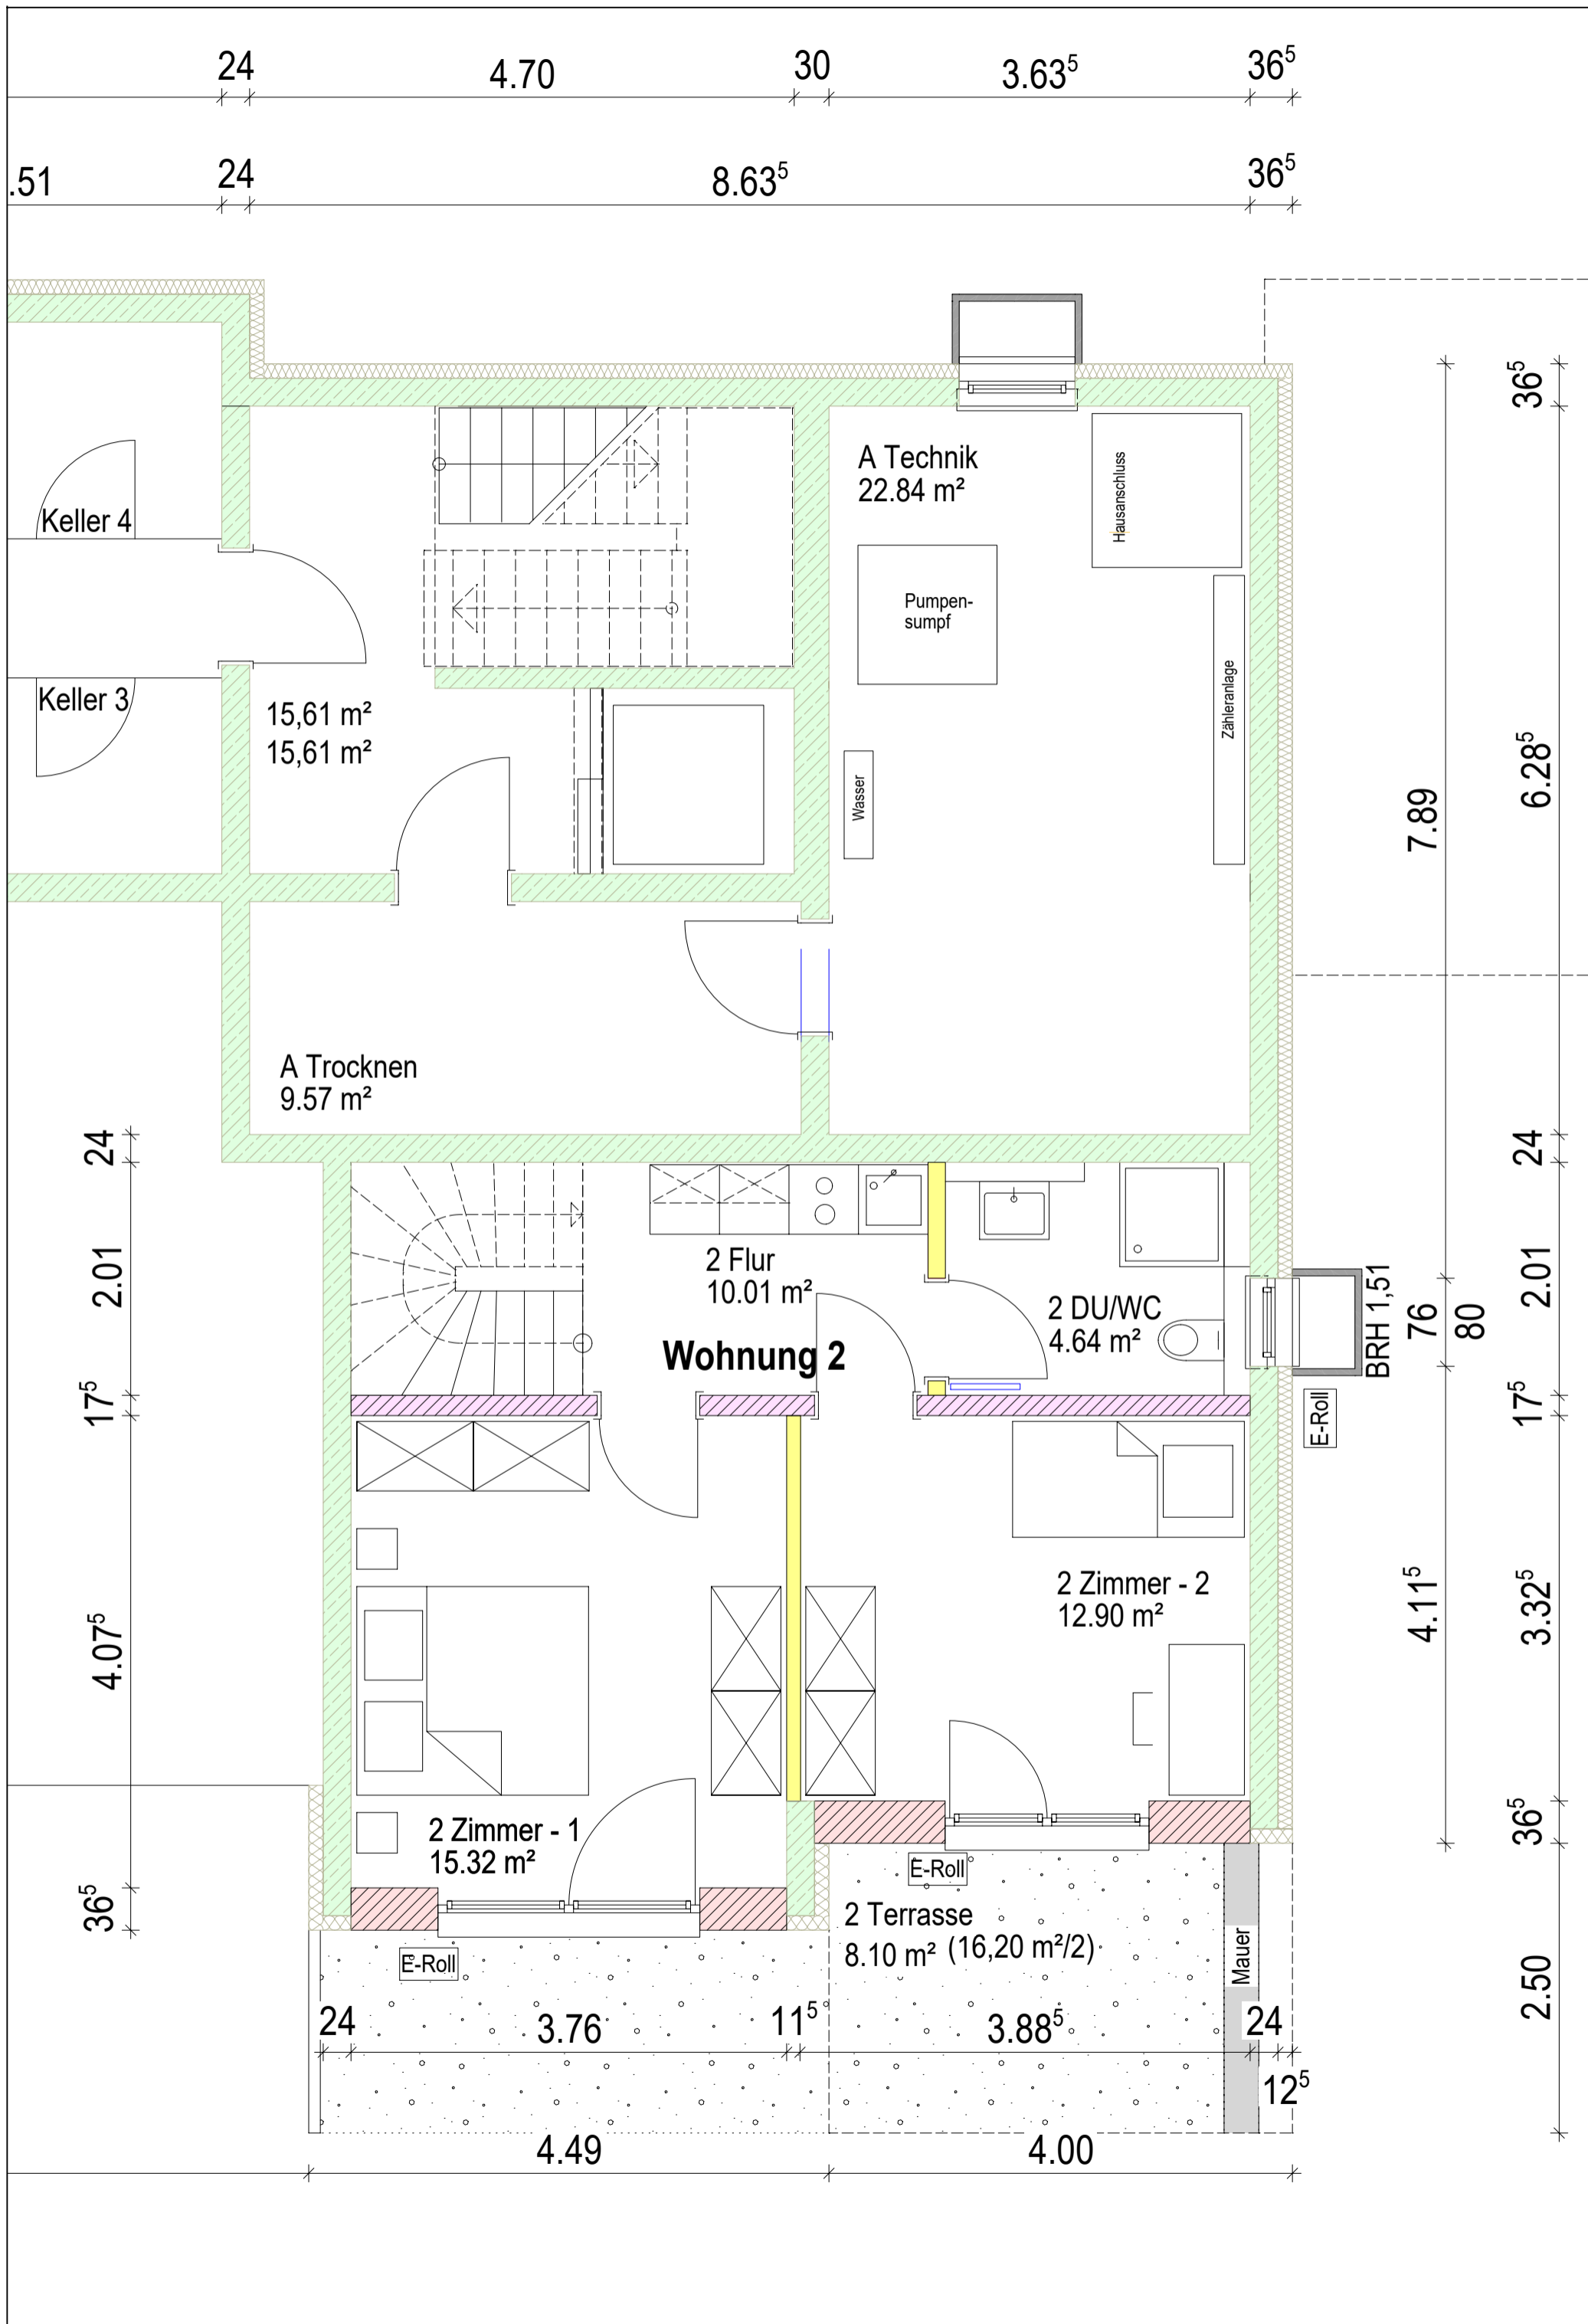 24 4.70 30 3.63⁵ 36⁵
.51 24 8.63⁵ 36⁵
36⁵
A Technik
22.84 m²
Hausanschluss
Keller 4
Pumpen-
sumpf
Zähleranlage
Keller 3
15,61 m²
15,61 m²
Wasser
7.89
6.28⁵
A Trocknen
9.57 m²
24
24
2.01
2 Flur
10.01 m²
2 DU/WC
4.64 m²
BRH 1,51
76
80
2.01
Wohnung 2
17⁵
17⁵
E-Roll
2 Zimmer - 2
12.90 m²
4.07⁵
4.11⁵
3.32⁵
2 Zimmer - 1
15.32 m²
36⁵
E-Roll
36⁵
2 Terrasse
8.10 m² (16,20 m²/2)
Mauer
E-Roll
2.50
24 3.76 11⁵ 3.88⁵ 24
12⁵
4.49 4.00